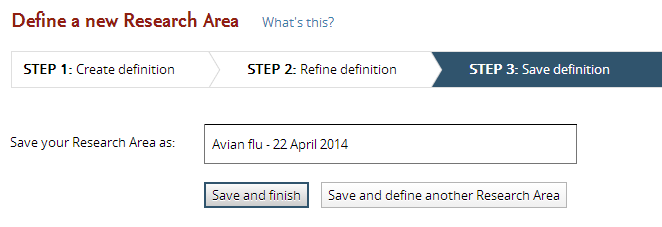 Define a new Research Area What's this?
STEP 1: Create definition STEP 2: Refine definition STEP 3: Save definition
Save your Research Area as: Avian flu - 22 April 2014
Save and finish Save and define another Research Area